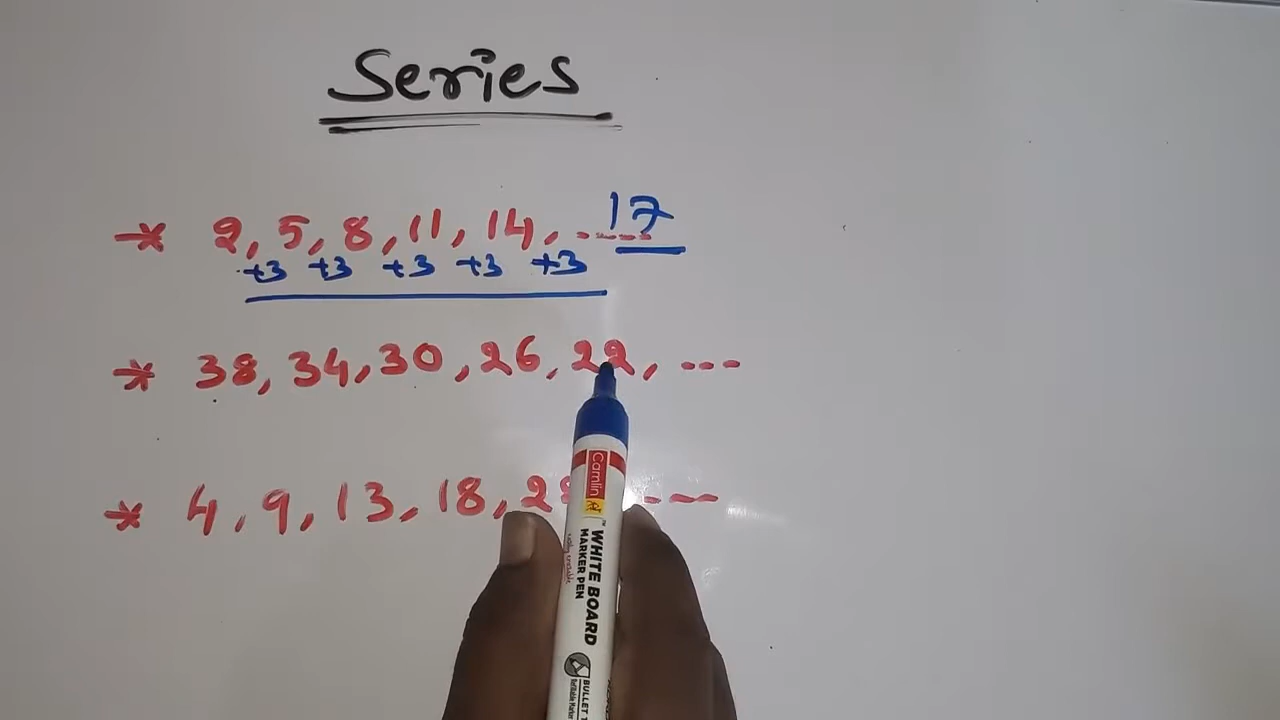 Series
* 2, 5, 8, 11, 14, ..... 17
+3 +3 +3 +3 +3
* 38, 34, 30, 26, 22, ...
* 4, 9, 13, 18, ---
Camlin
WHITE BOARD
MARKER PEN